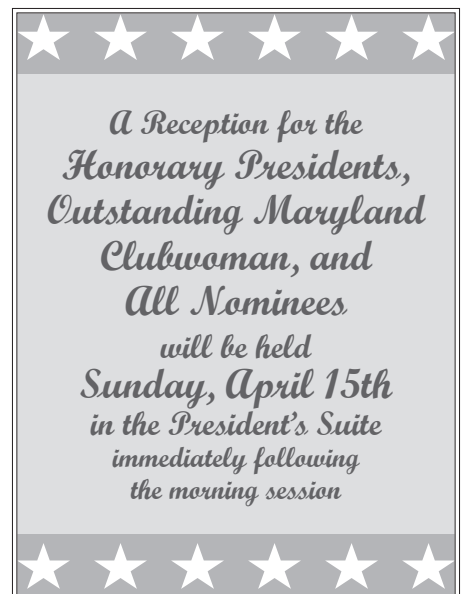 A Reception for the
Honorary Presidents,
Outstanding Maryland
Clubwoman, and
All Nominees
will be held
Sunday, April 15th
in the President's Suite
immediately following
the morning session